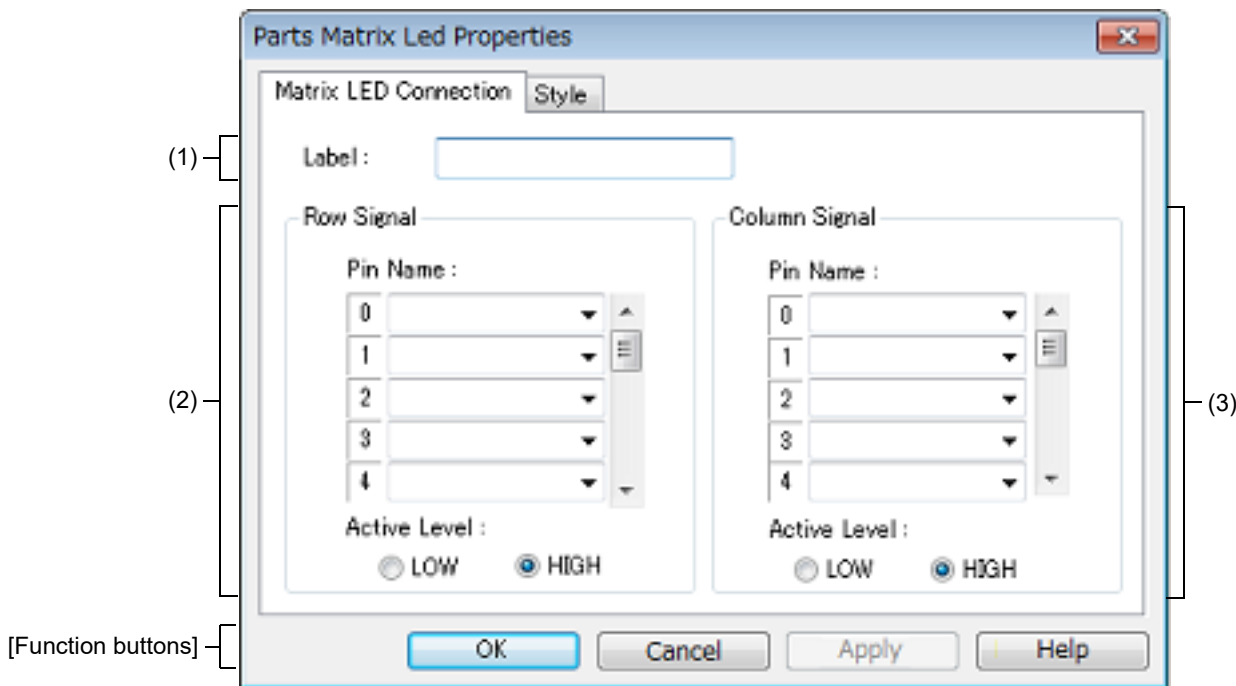 Parts Matrix Led Properties
Matrix LED Connection
Style
(1)
Label :
(2)
Row Signal
Pin Name :
0
1
2
3
4
Active Level :
LOW
HIGH
Column Signal
Pin Name :
0
1
2
3
4
Active Level :
LOW
HIGH
(3)
[Function buttons]
OK
Cancel
Apply
Help